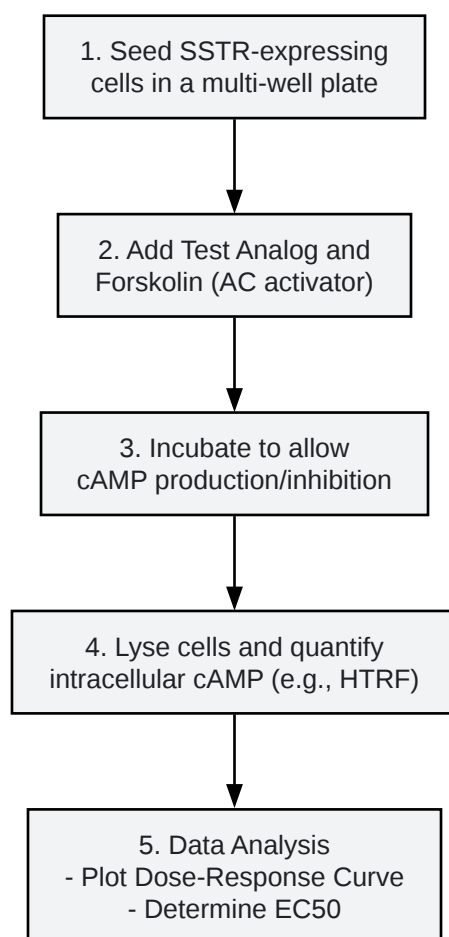 1. Seed SSTR-expressing
cells in a multi-well plate
2. Add Test Analog and
Forskolin (AC activator)
3. Incubate to allow
cAMP production/inhibition
4. Lyse cells and quantify
intracellular cAMP (e.g., HTRF)
5. Data Analysis
- Plot Dose-Response Curve
- Determine EC50